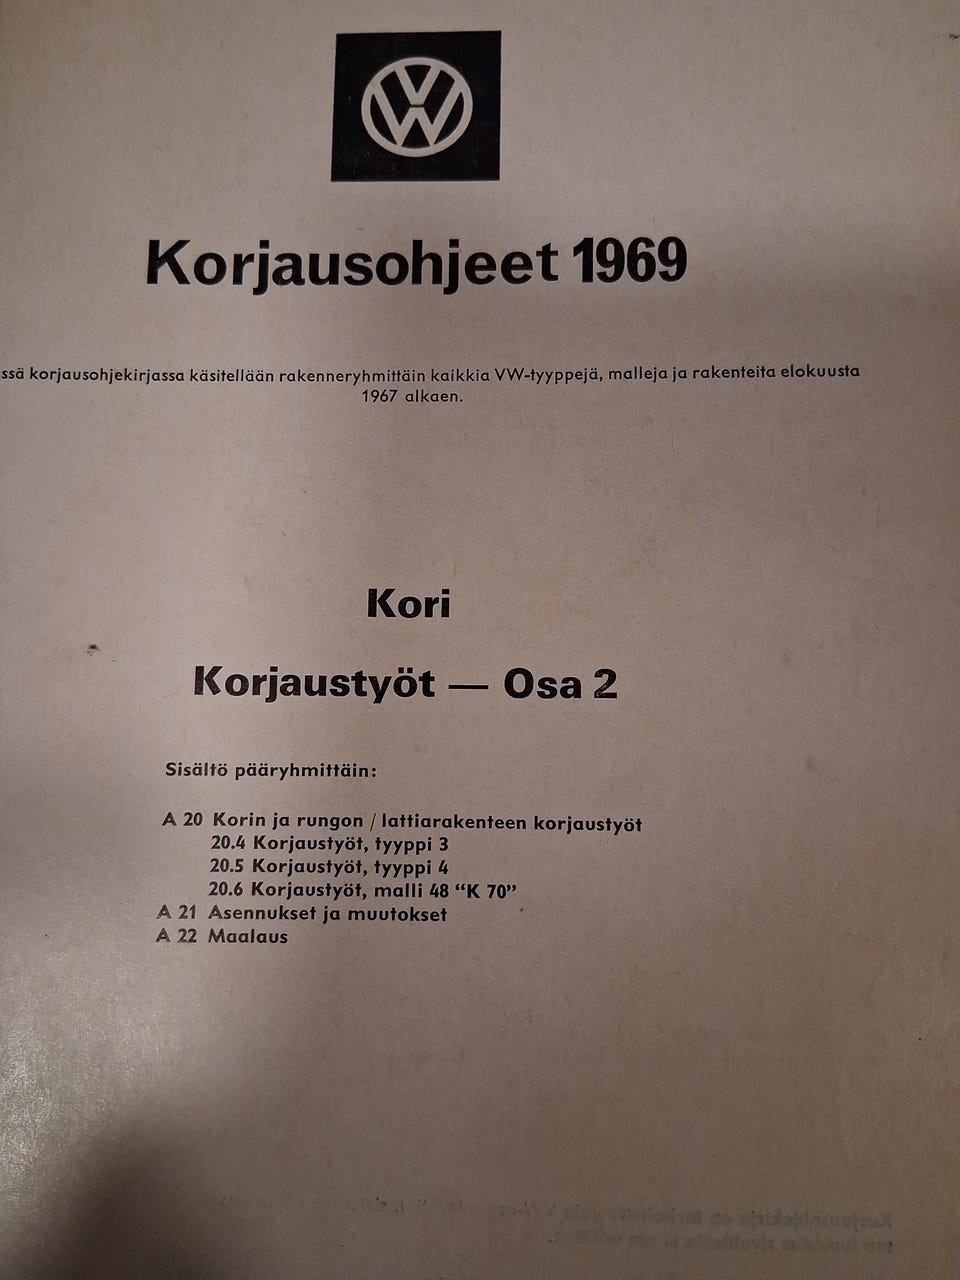 VW
Korjausohjeet 1969
ssä korjausohjekirjassa käsitellään rakenneryhmittäin kaikkia VW-tyyppejä, malleja ja rakenteita elokuusta
1967 alkaen.
Kori
Korjaustyöt — Osa 2
Sisältö pääryhmittäin:
A 20 Korin ja rungon / lattiarakenteen korjaustyöt
20.4 Korjaustyöt, tyyppi 3
20.5 Korjaustyöt, tyyppi 4
20.6 Korjaustyöt, malli 48 “K 70”
A 21 Asennukset ja muutokset
A 22 Maalaus